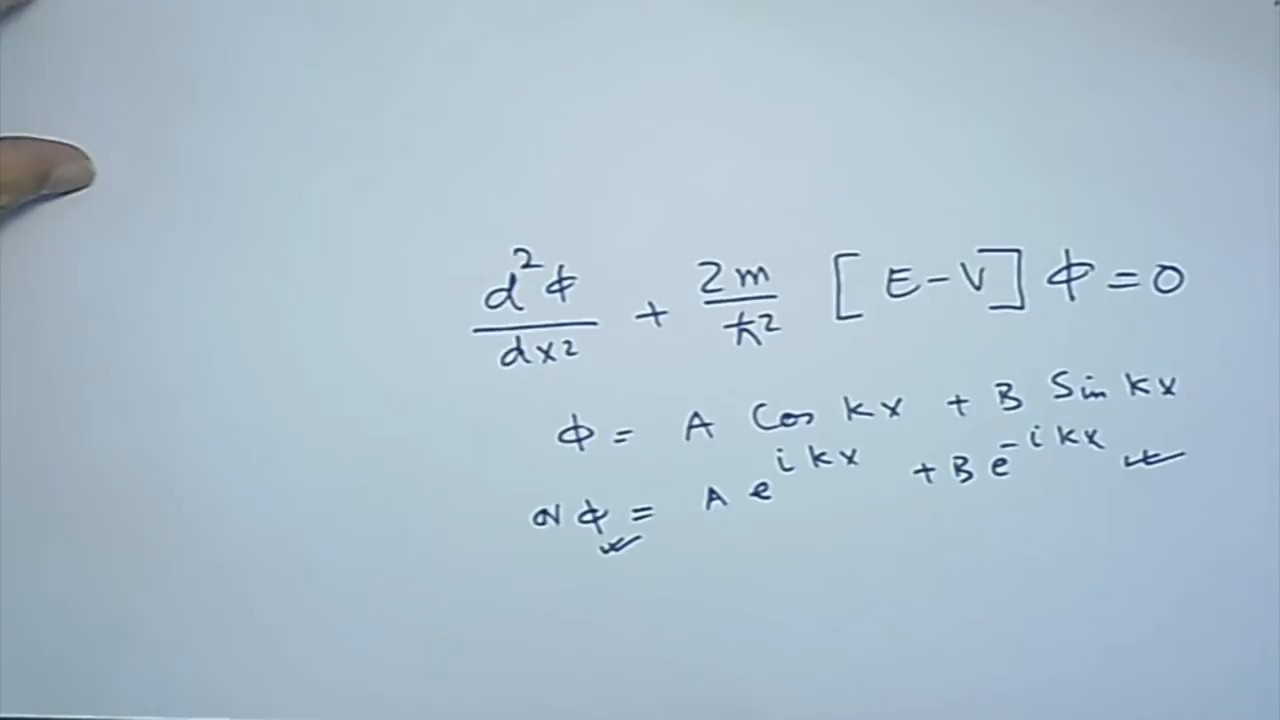 d²ϕ/dx² + 2m/ħ² [E-V] ϕ = 0
ϕ = A Cos kx + B Sin kx
or ϕ = A e^{ikx} + B e^{-ikx}